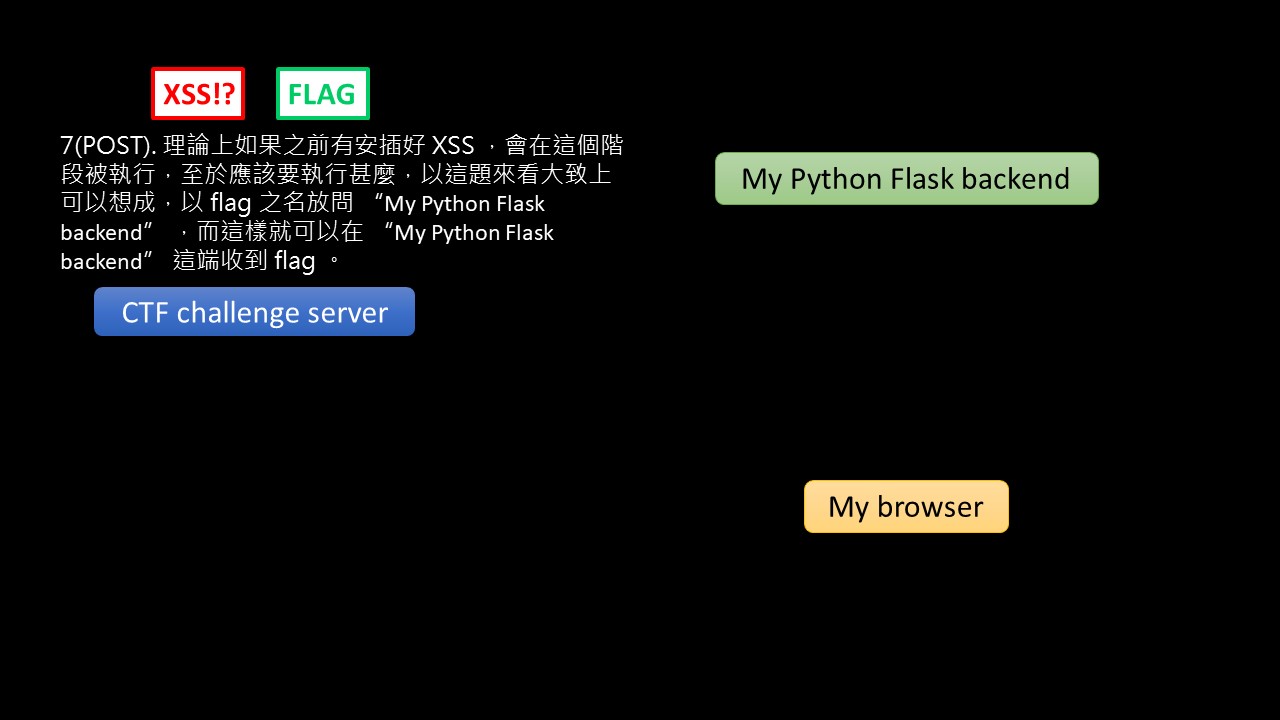 XSS!? FLAG
7(POST). 理論上如果之前有安插好 XSS ，會在這個階
段被執行，至於應該要執行甚麼，以這題來看大致上
可以想成，以 flag 之名放問 “My Python Flask
backend” ，而這樣就可以在 “My Python Flask
backend” 這端收到 flag 。
CTF challenge server
My Python Flask backend
My browser